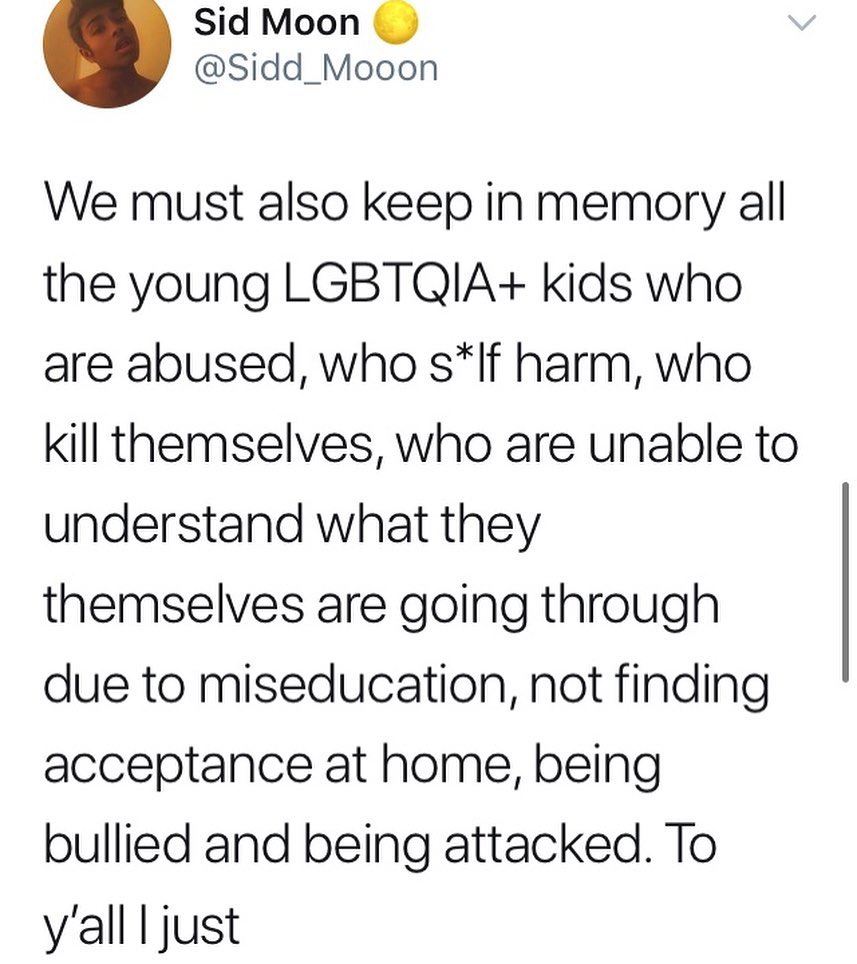 Sid Moon 🌕
@Sidd_Mooon
We must also keep in memory all
the young LGBTQIA+ kids who
are abused, who s*lf harm, who
kill themselves, who are unable to
understand what they
themselves are going through
due to miseducation, not finding
acceptance at home, being
bullied and being attacked. To
y'all I just